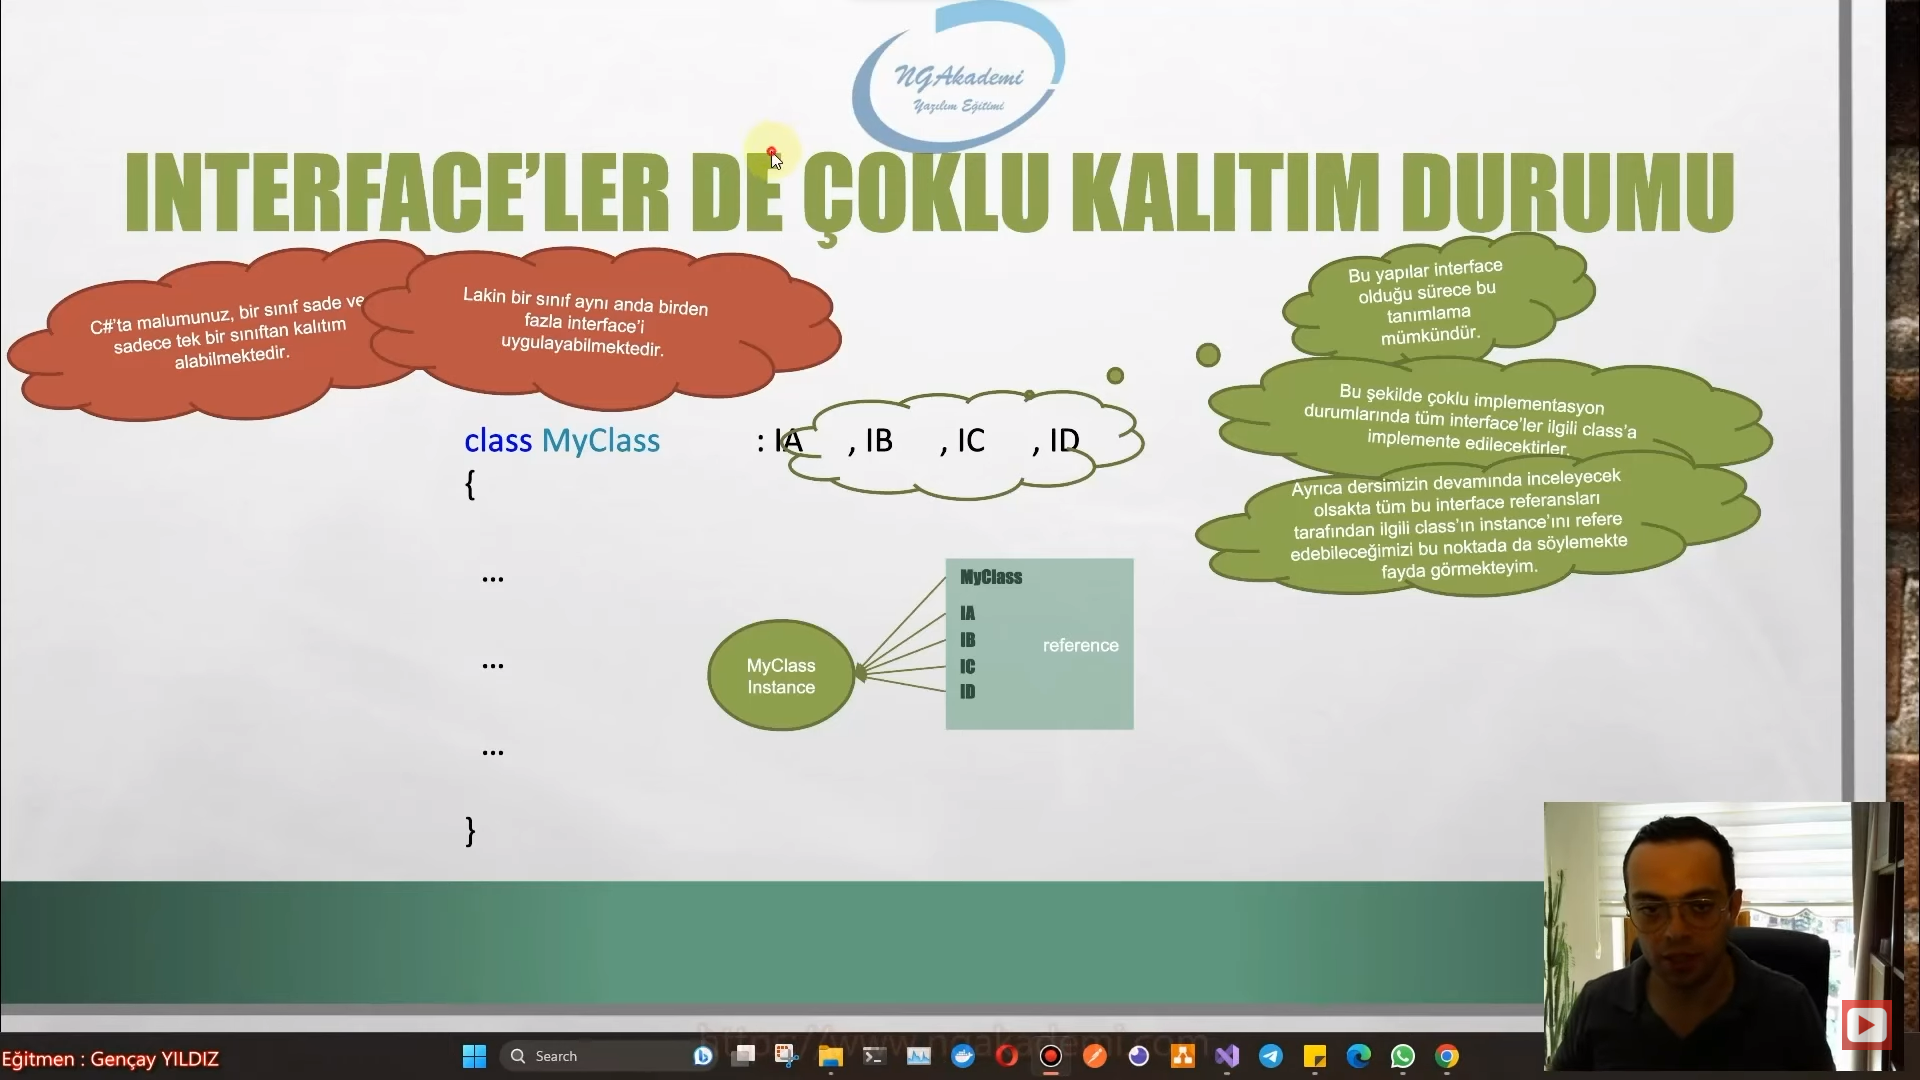 NGAkademi
Yazılım Eğitimi
INTERFACE’LER DE ÇOKLU KALITIM DURUMU
C#’ta malumunuz, bir sınıf sade ve
sadece tek bir sınıftan kalıtım
alabilmektedir.
Lakin bir sınıf aynı anda birden
fazla interface’i
uygulayabilmektedir.
Bu yapılar interface
olduğu sürece bu
tanımlama
mümkündür.
Bu şekilde çoklu implementasyon
durumlarında tüm interface’ler ilgili class’a
implemente edilecektirler.
Ayrıca dersimizin devamında inceleyecek
olsakta tüm bu interface referansları
tarafından ilgili class’ın instance’ını refere
edebileceğimizi bu noktada da söylemekte
fayda görmekteyim.
class MyClass : IA , IB , IC , ID
{
...
...
...
}
MyClass
Instance
MyClass
IA
IB
IC
ID
reference
Eğitmen : Gençay YILDIZ
Search